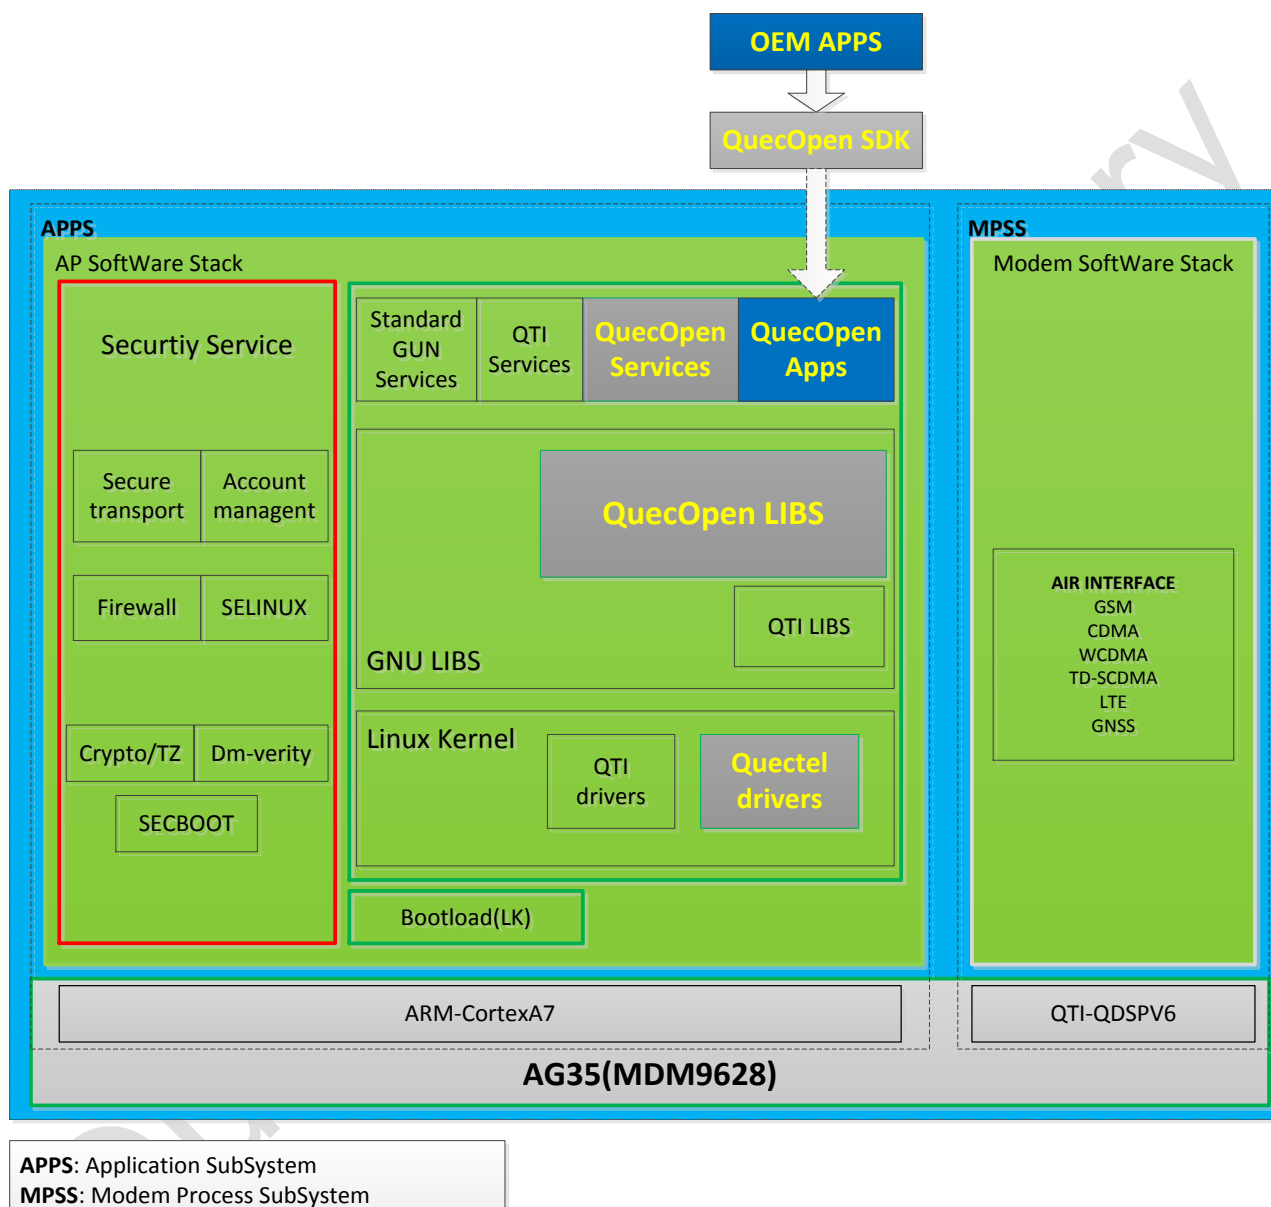 OEM APPS
QuecOpen SDK
APPS
AP SoftWare Stack
Securtiy Service
Secure
transport
Account
managent
Firewall
SELINUX
Crypto/TZ
Dm-verity
SECBOOT
Standard
GUN
Services
QTI
Services
QuecOpen
Services
QuecOpen
Apps
QuecOpen LIBS
QTI LIBS
GNU LIBS
Linux Kernel
QTI
drivers
Quectel
drivers
Bootload(LK)
MPSS
Modem SoftWare Stack
AIR INTERFACE
GSM
CDMA
WCDMA
TD-SCDMA
LTE
GNSS
ARM-CortexA7
QTI-QDSPV6
AG35(MDM9628)
APPS: Application SubSystem
MPSS: Modem Process SubSystem